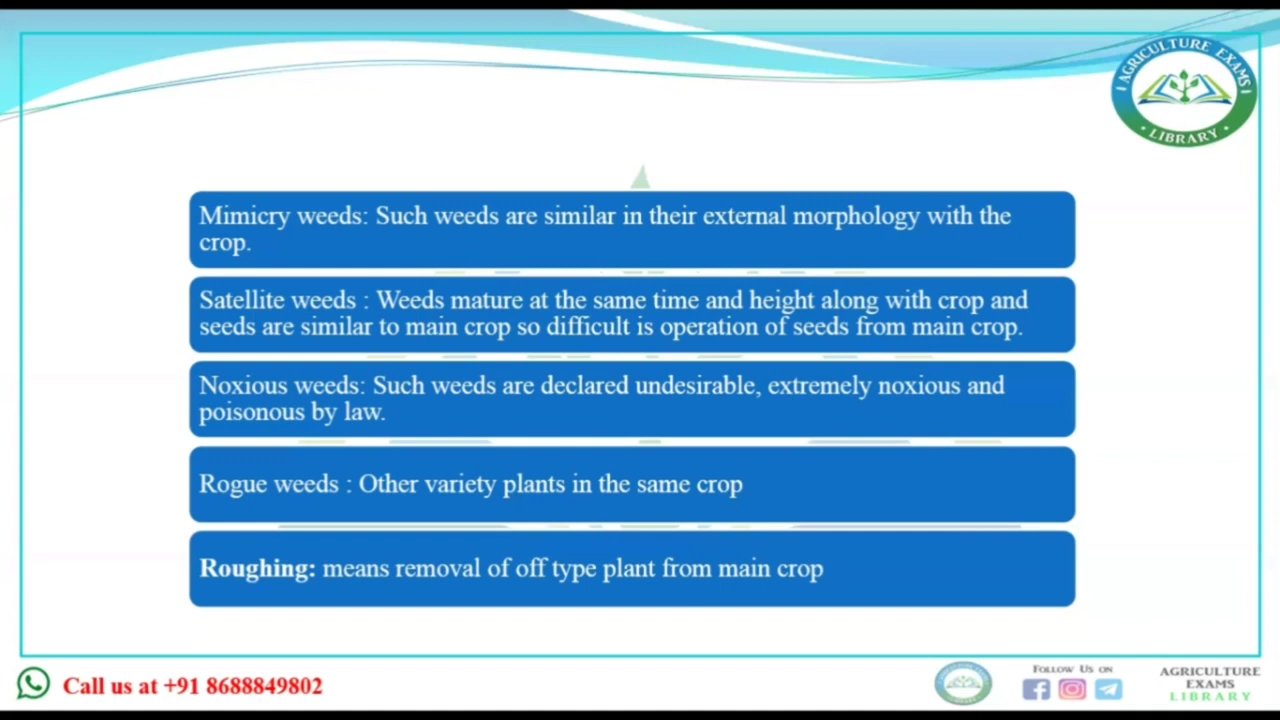 AGRICULTURE EXAMS
LIBRARY
Mimicry weeds: Such weeds are similar in their external morphology with the
crop.
Satellite weeds : Weeds mature at the same time and height along with crop and
seeds are similar to main crop so difficult is operation of seeds from main crop.
Noxious weeds: Such weeds are declared undesirable, extremely noxious and
poisonous by law.
Rogue weeds : Other variety plants in the same crop
Roughing: means removal of off type plant from main crop
Call us at +91 8688849802
FOLLOW US ON
AGRICULTURE
EXAMS
LIBRARY